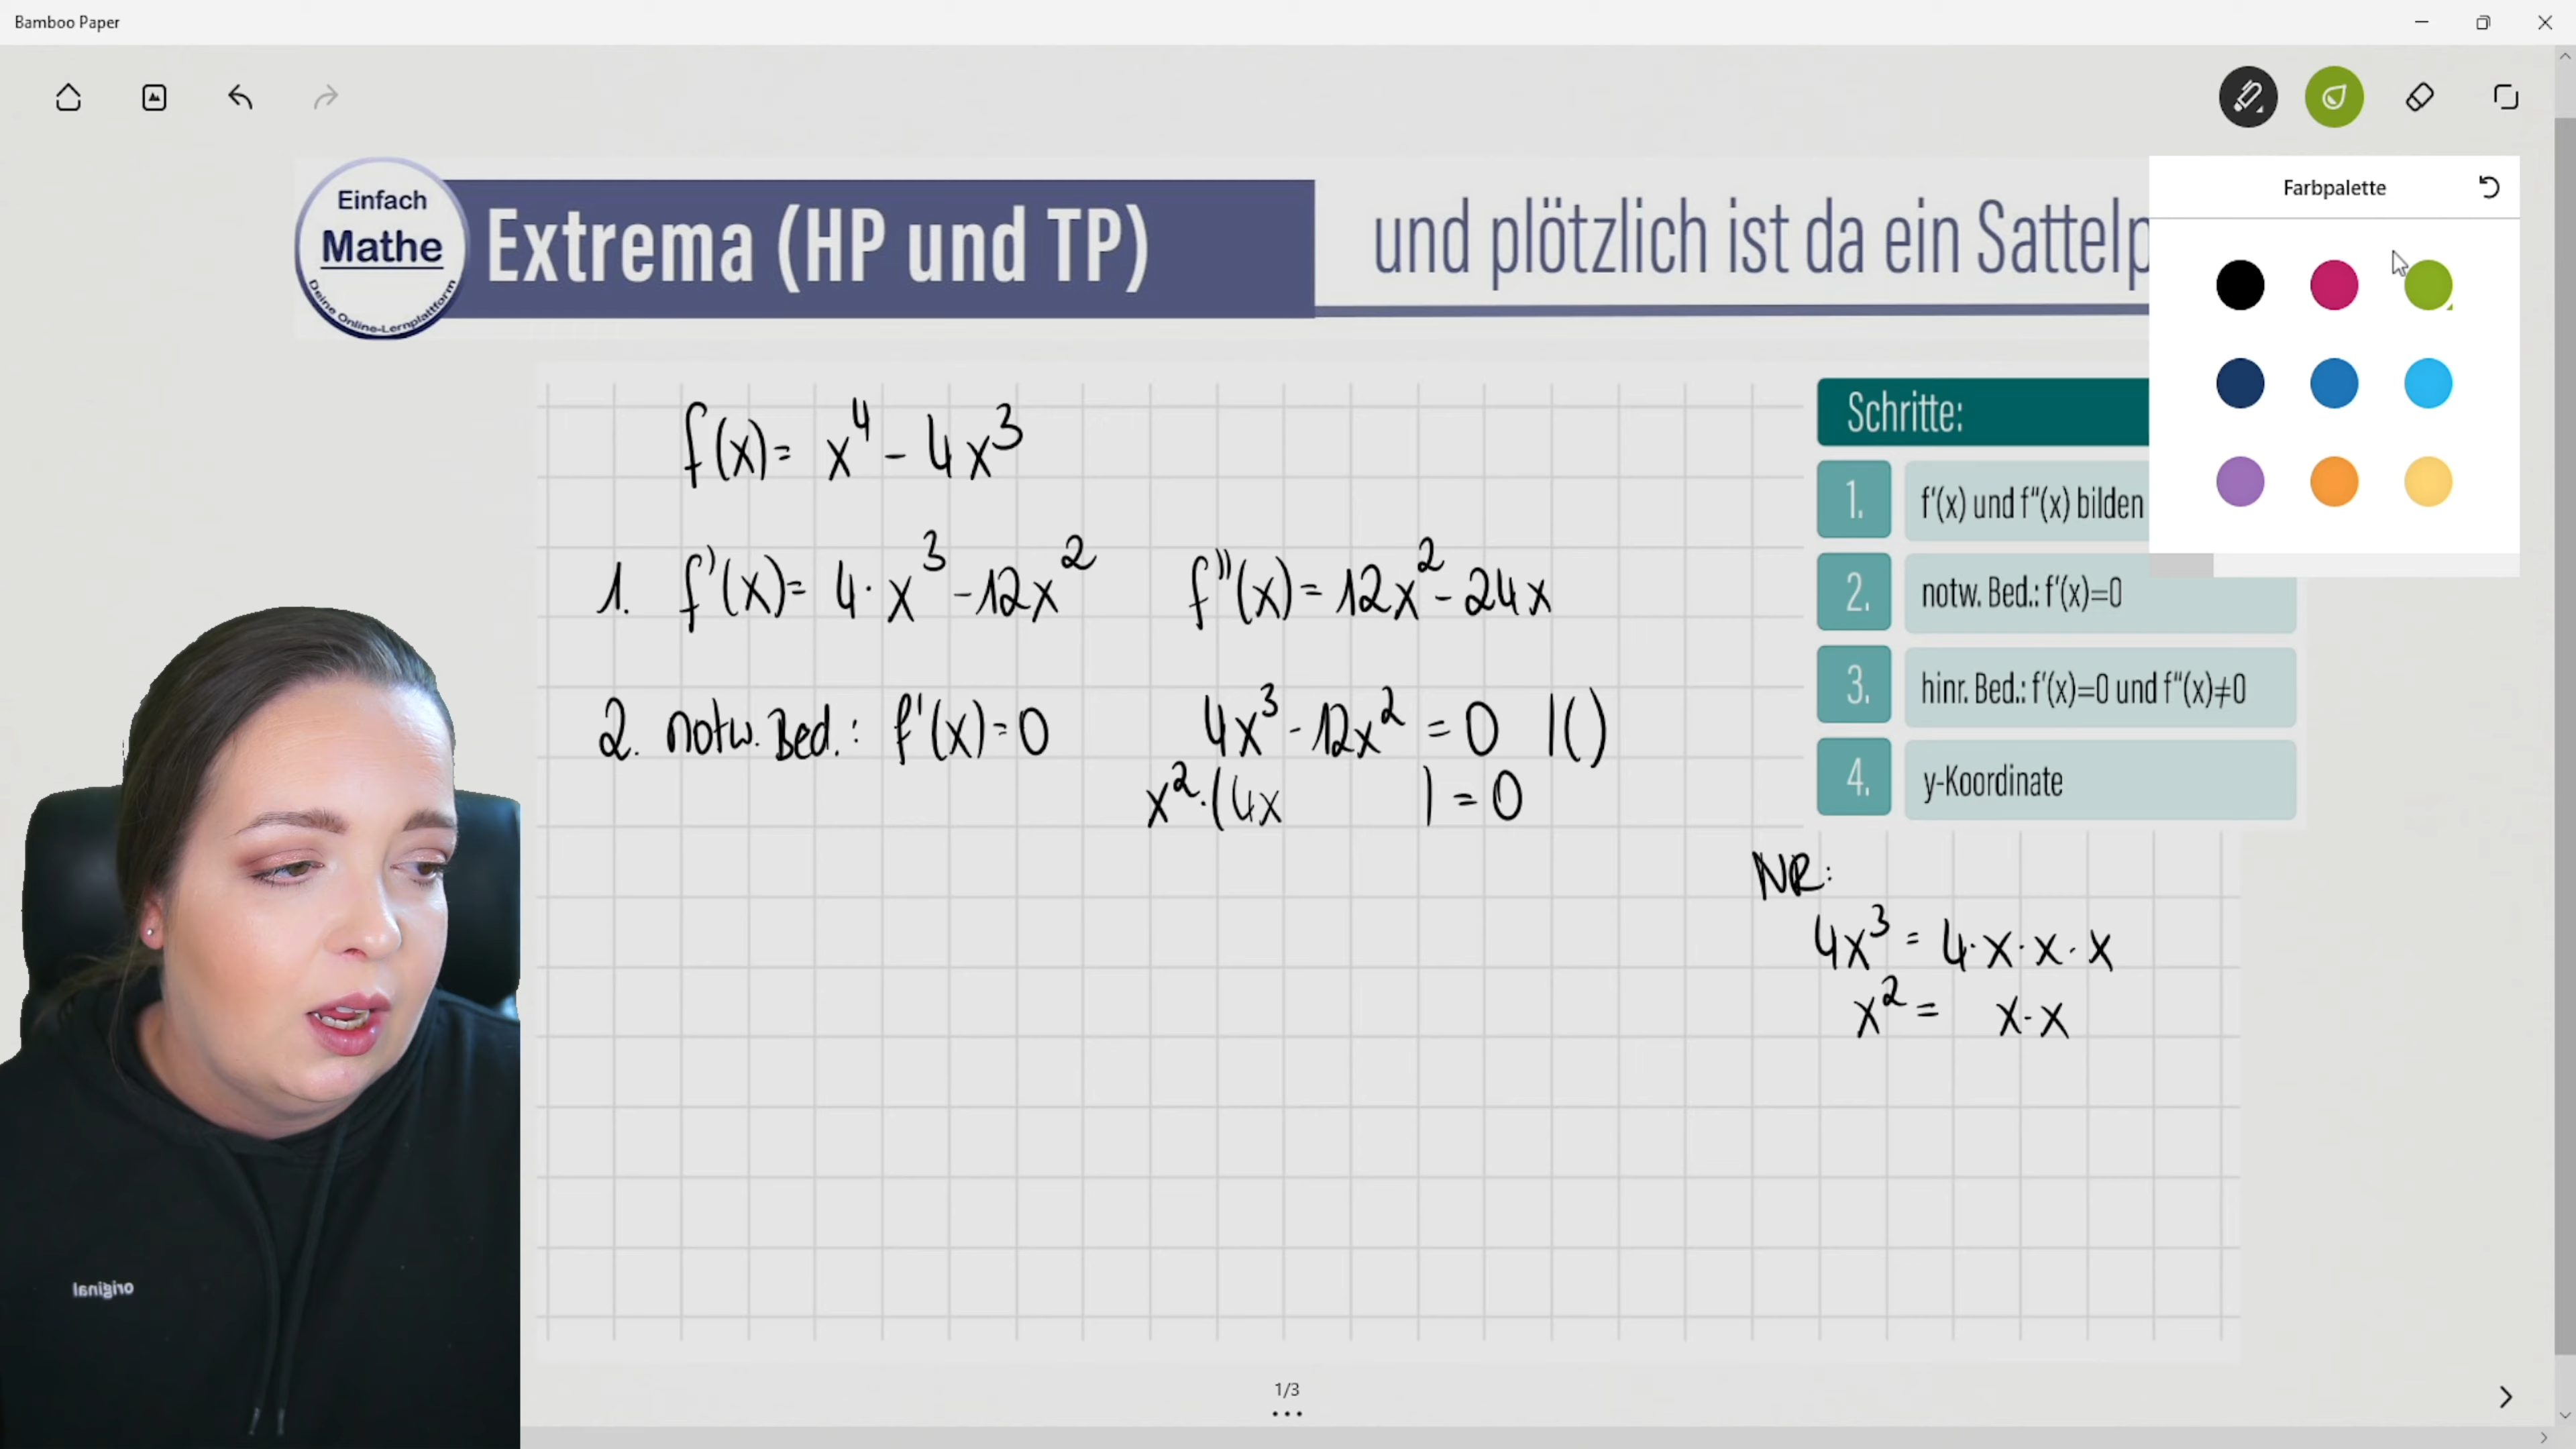 Bamboo Paper
Farbpalette
Einfach
Mathe
Deine Online-Lernplattform
Extrema (HP und TP)
und plötzlich ist da ein Sattelp
f(x)= x⁴ - 4x³
1. f'(x)= 4·x³ -12x² f''(x)= 12x² - 24x
2. notw. Bed.: f'(x)=0 4x³ - 12x² = 0 |()
x²·(4x ) = 0
Schritte:
1. f'(x) und f"(x) bilden
2. notw. Bed.: f'(x)=0
3. hinr. Bed.: f'(x)=0 und f"(x)≠0
4. y-Koordinate
NR:
4x³ = 4·x·x·x
x² = x·x
original
1/3